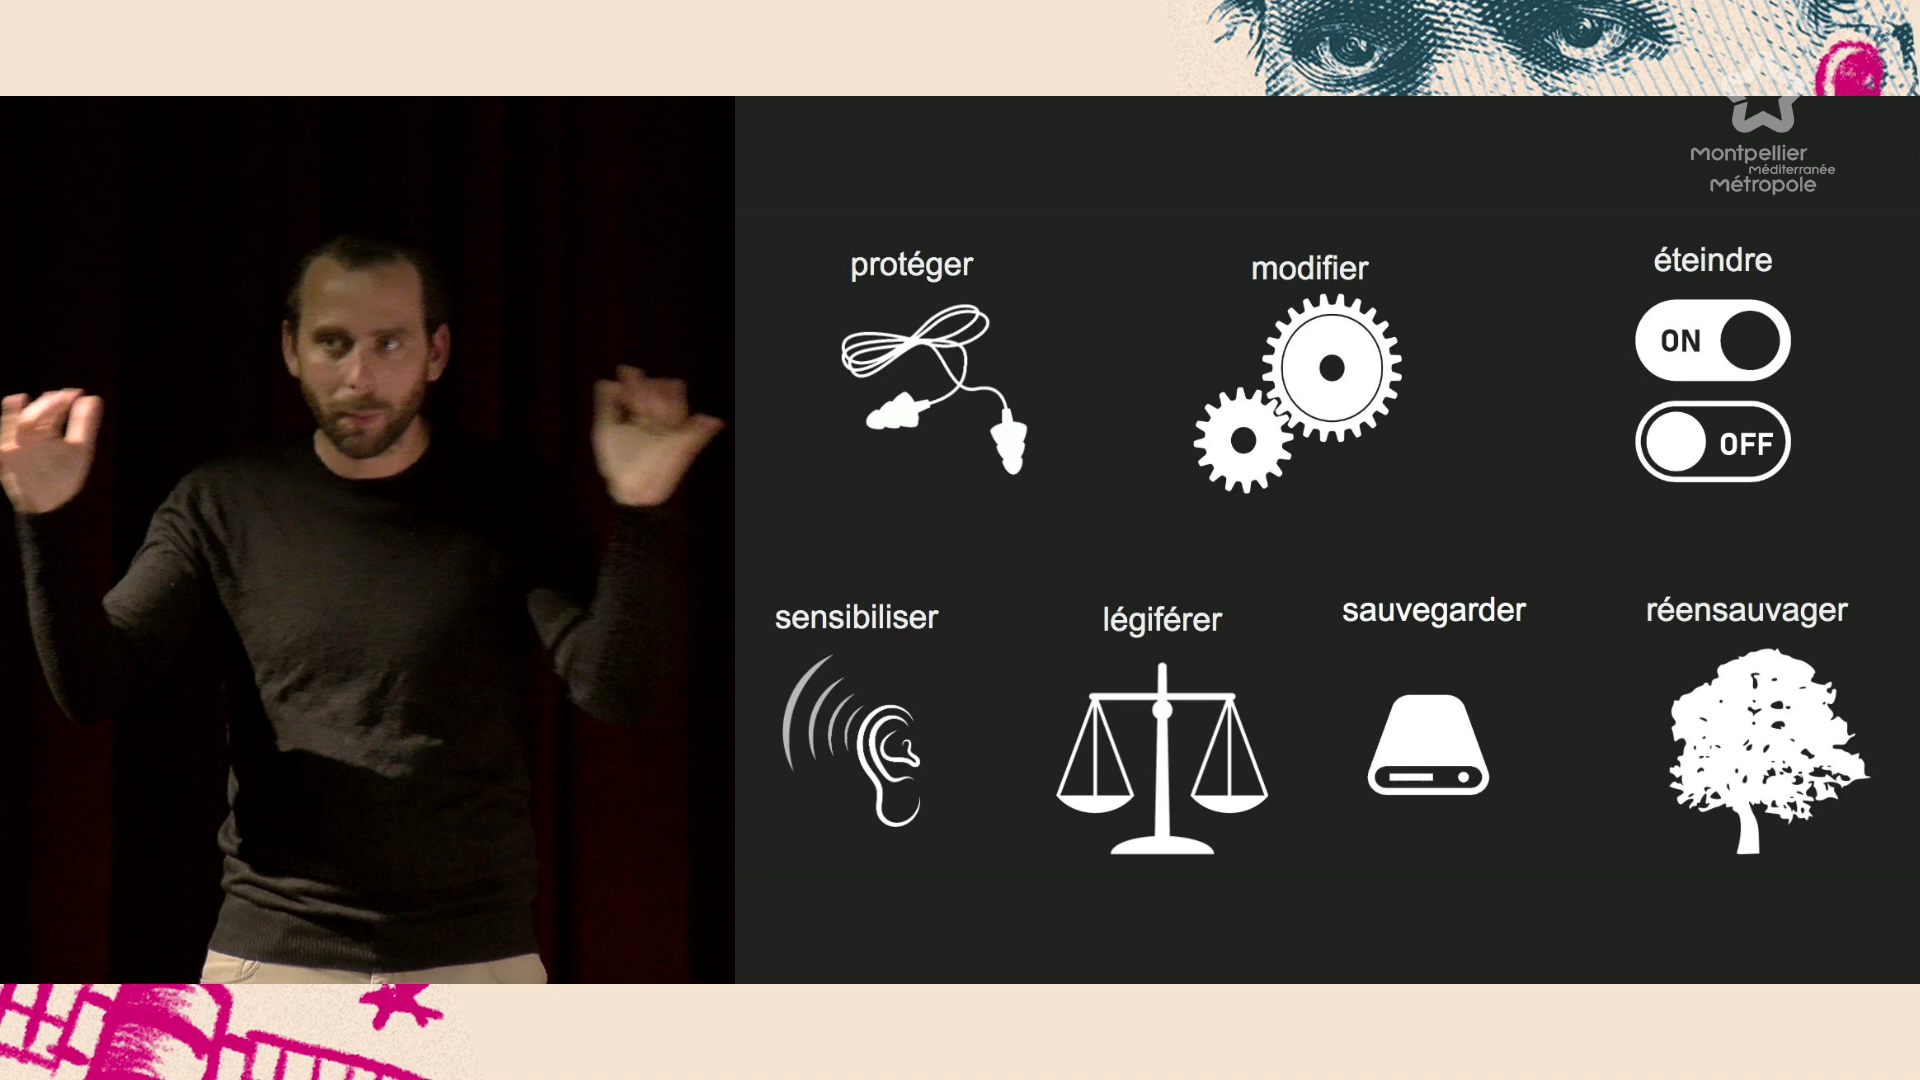 montpellier
méditerranée
métropole
protéger
modifier
éteindre
ON
OFF
sensibiliser
légiférer
sauvegarder
réensauvager